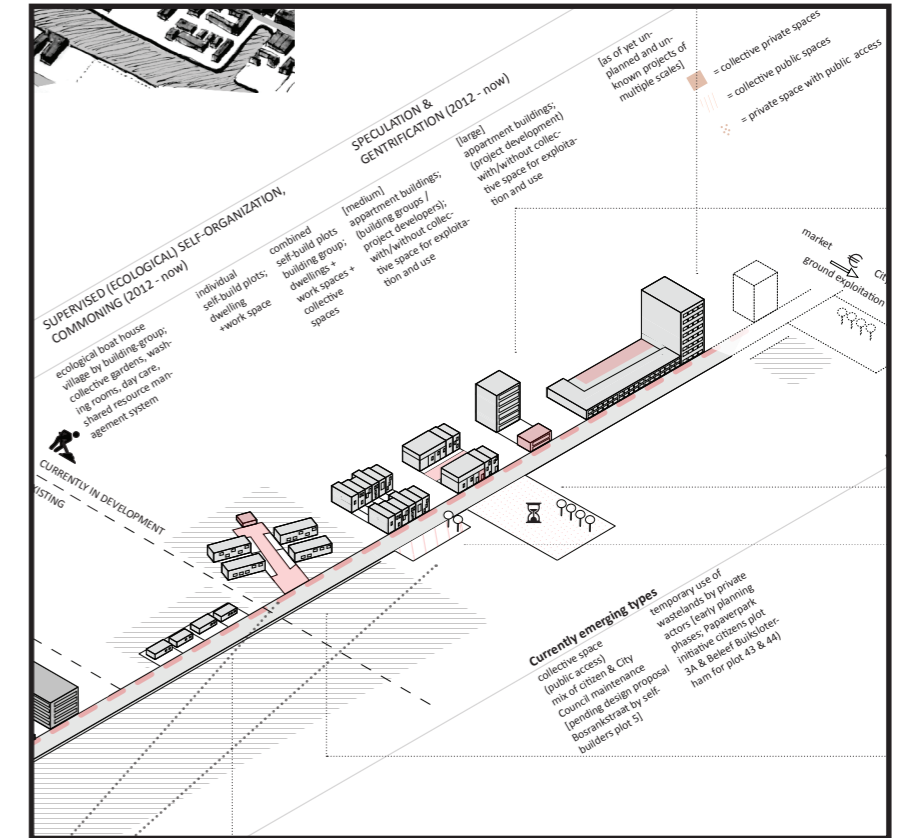 SUPERVISED (ECOLOGICAL) SELF-ORGANIZATION,
COMMONING (2012 - now)
SPECULATION &
GENTRIFICATION (2012 - now)
ecological boat house
village by building-group;
collective gardens, wash-
ing rooms, day care,
shared resource man-
agement system
individual
self-build plots;
dwelling
+work space
combined
self-build plots
building group;
dwellings +
work spaces +
collective
spaces
[medium]
appartment buildings;
(building groups /
project developers);
with/without collec-
tive space for exploita-
tion and use
[large]
appartment buildings;
(project development)
with/without collec-
tive space for exploita-
tion and use
[as of yet un-
planned and un-
known projects of
multiple scales]
= collective private spaces
= collective public spaces
= private space with public access
market
€
ground exploitation
CURRENTLY IN DEVELOPMENT
Currently emerging types
collective space
(public access)
mix of citizen & City
Council maintenance
[pending design proposal
Bosrankstraat by self-
builders plot 5]
temporary use of
wastelands by private
actors [early planning
phases; Papaverpark
initiative citizens plot
3A & Beleef Buiksloter-
ham for plot 43 & 44)